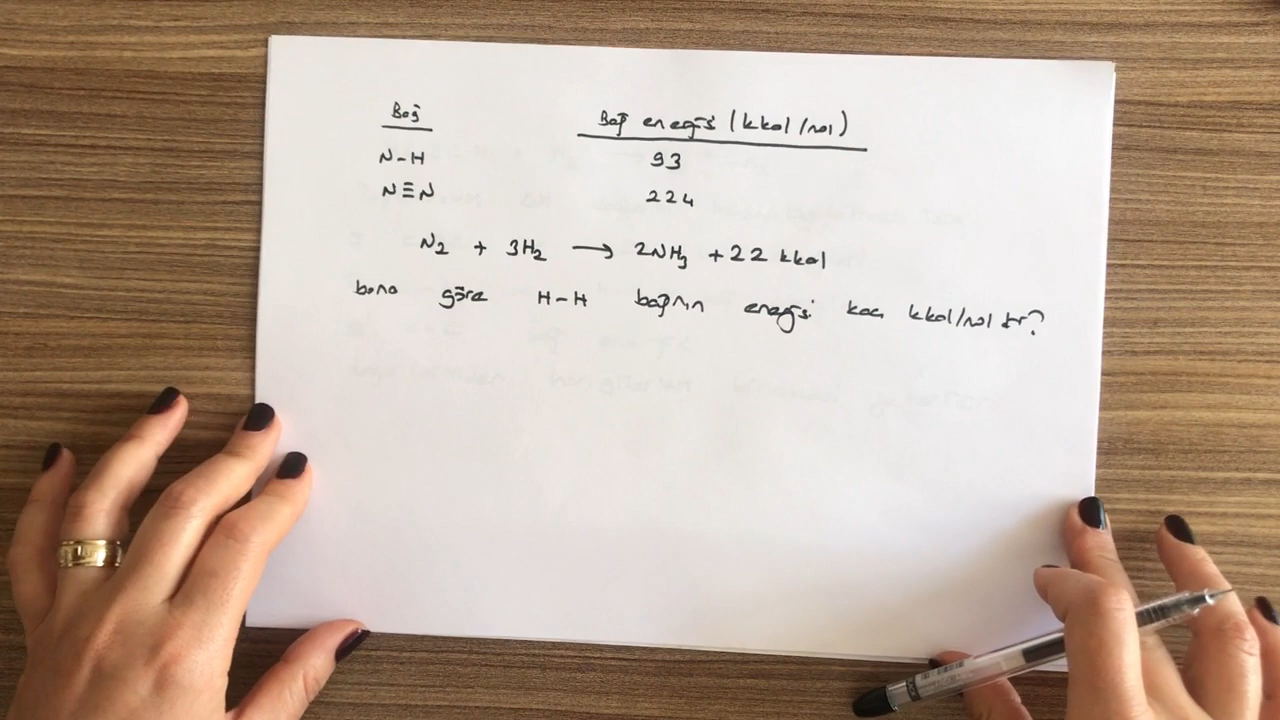 Bağ Bağ enerjisi (kkal/mol)
N-H 93
N≡N 224
N2 + 3H2 → 2NH3 + 22 kkal
buna göre H-H bağının enerjisi kaç kkal/mol dür?